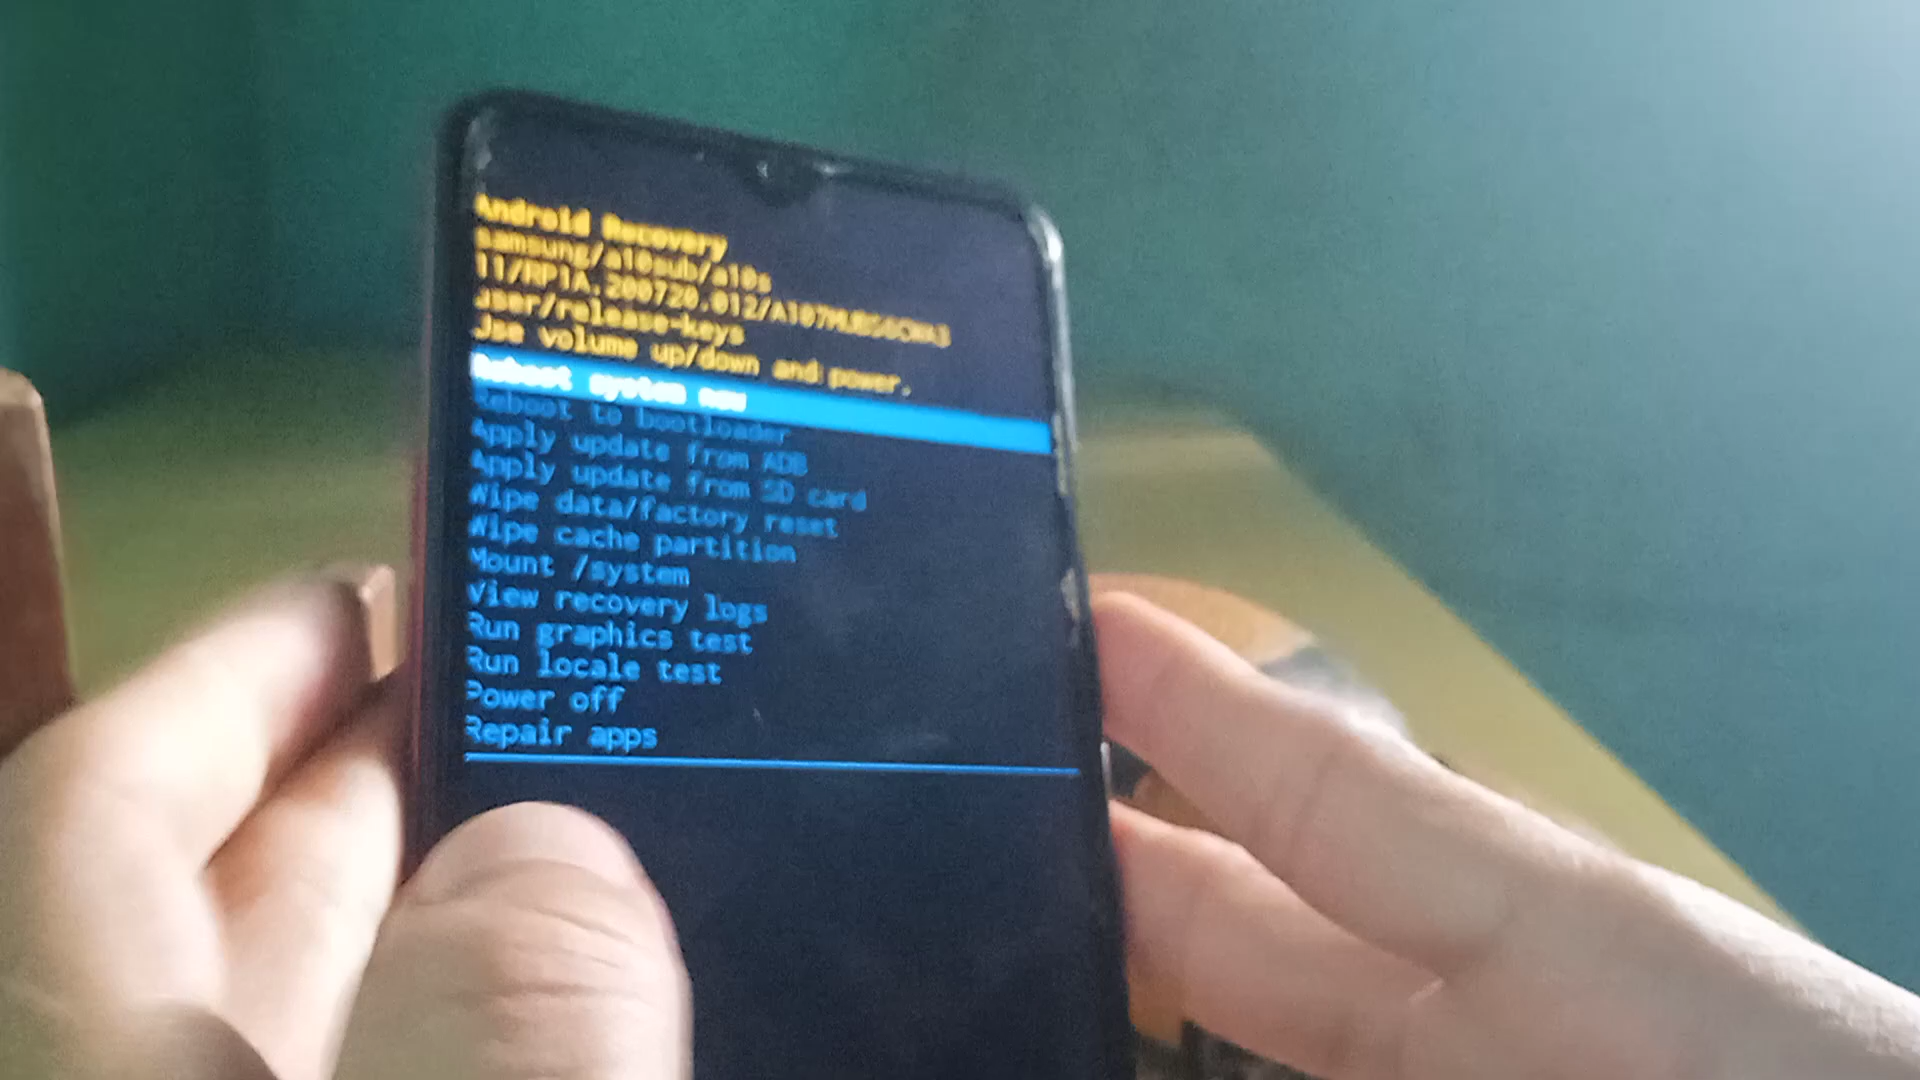 Android Recovery
samsung/a10sub/a10s
11/RP1A.200720.012/
user/release-keys
Use volume up/down and power.
Reboot system now
Reboot to bootloader
Apply update from ADB
Apply update from SD card
Wipe data/factory reset
Wipe cache partition
Mount /system
View recovery logs
Run graphics test
Run locale test
Power off
Repair apps